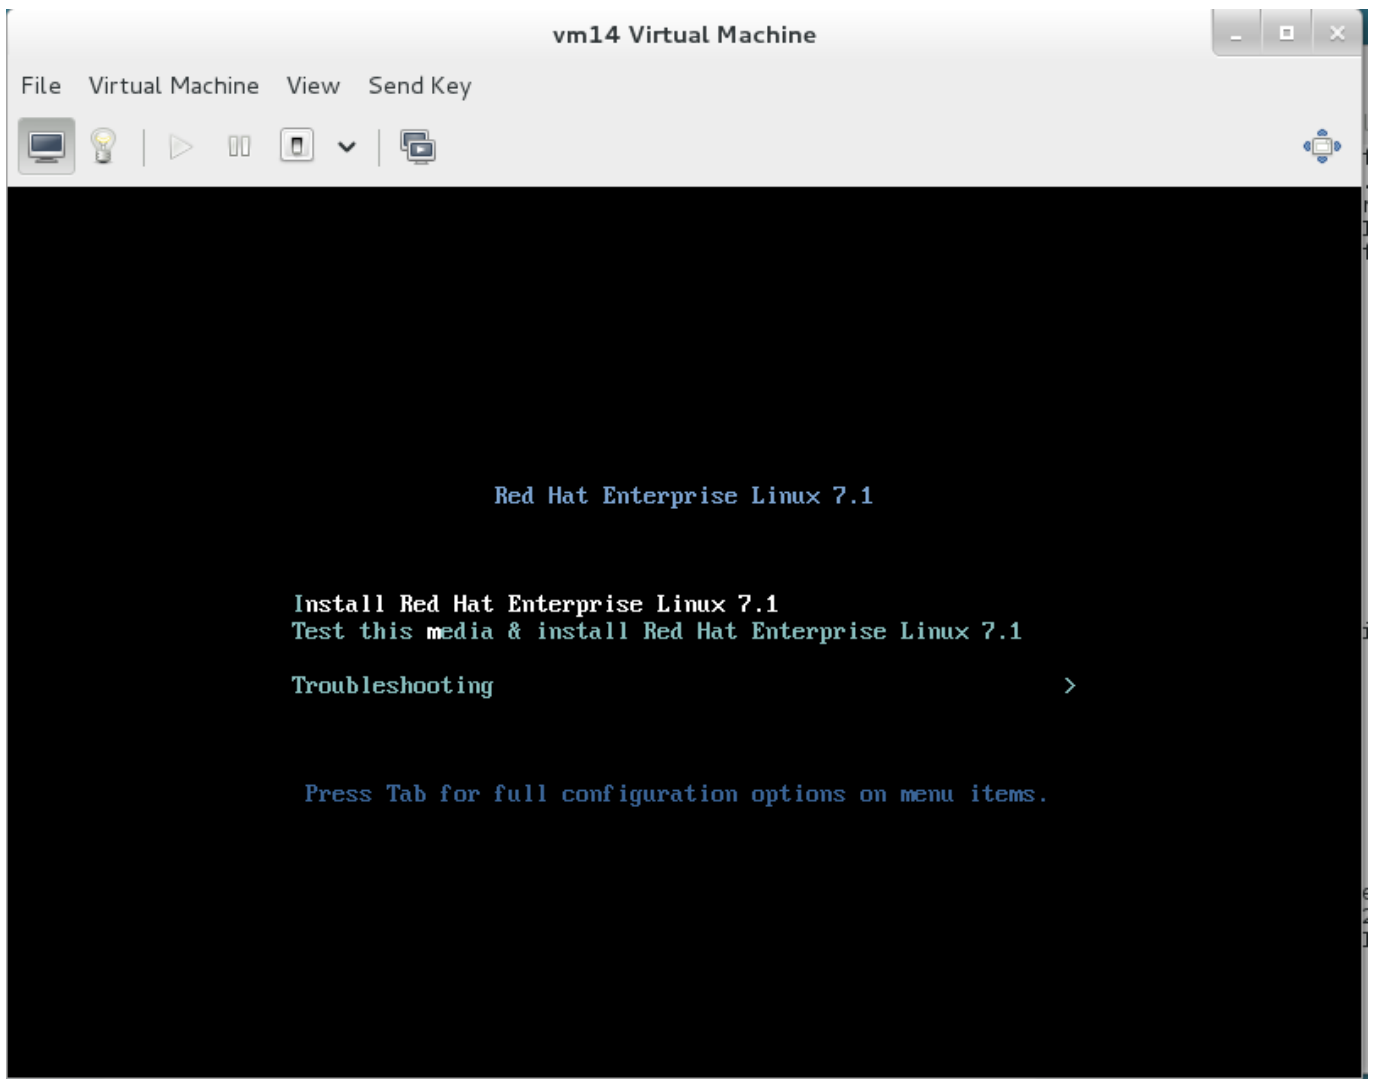 vm14 Virtual Machine
File Virtual Machine View Send Key
Red Hat Enterprise Linux 7.1
Install Red Hat Enterprise Linux 7.1
Test this media & install Red Hat Enterprise Linux 7.1
Troubleshooting >
Press Tab for full configuration options on menu items.